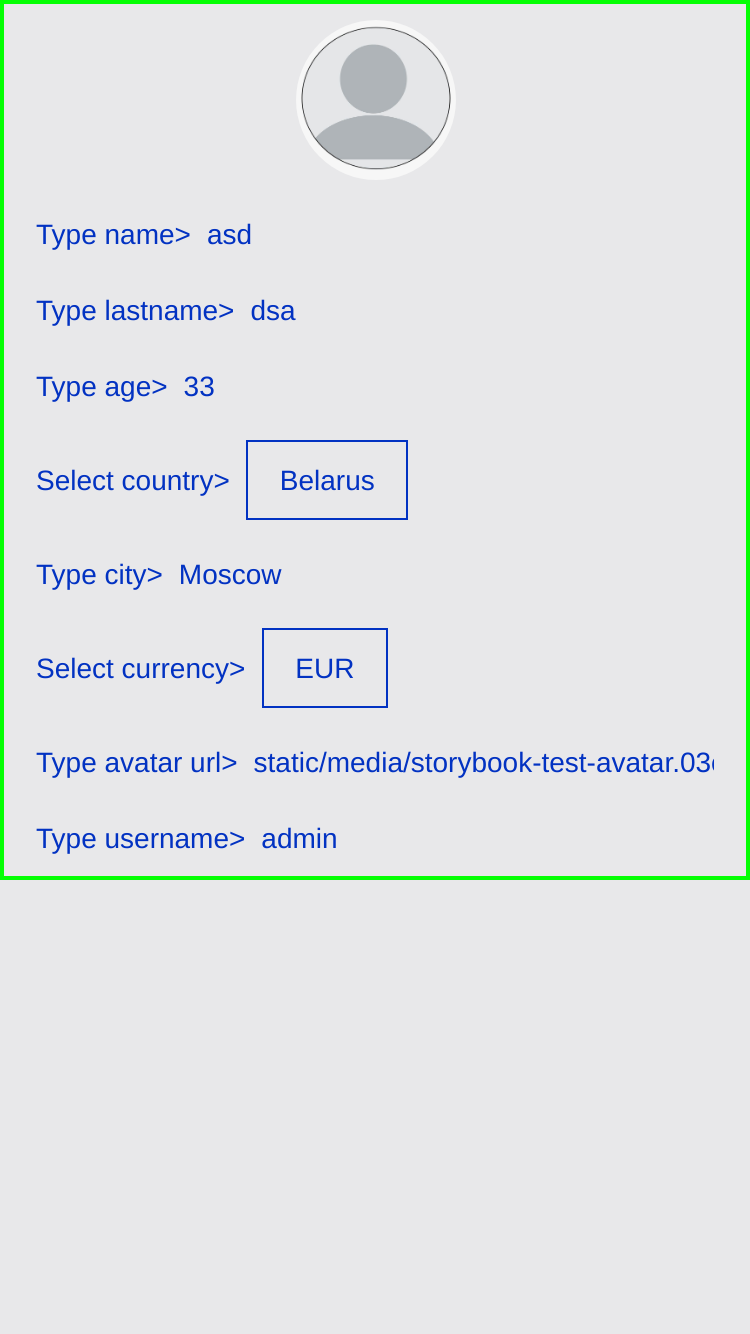 Type name> asd
Type lastname> dsa
Type age> 33
Select country> Belarus
Type city> Moscow
Select currency> EUR
Type avatar url> static/media/storybook-test-avatar.03
Type username> admin